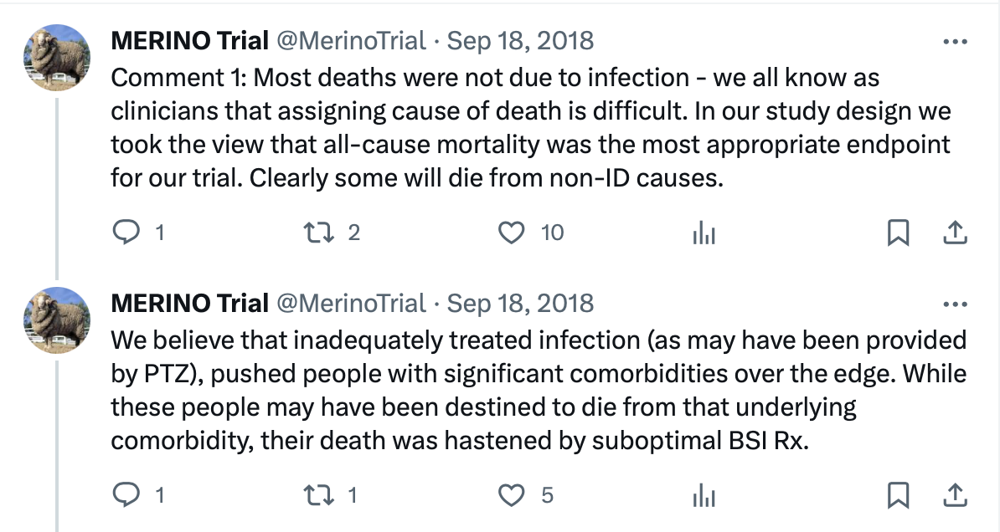 MERINO Trial @MerinoTrial · Sep 18, 2018
Comment 1: Most deaths were not due to infection - we all know as
clinicians that assigning cause of death is difficult. In our study design we
took the view that all-cause mortality was the most appropriate endpoint
for our trial. Clearly some will die from non-ID causes.
1 2 10
MERINO Trial @MerinoTrial · Sep 18, 2018
We believe that inadequately treated infection (as may have been provided
by PTZ), pushed people with significant comorbidities over the edge. While
these people may have been destined to die from that underlying
comorbidity, their death was hastened by suboptimal BSI Rx.
1 1 5